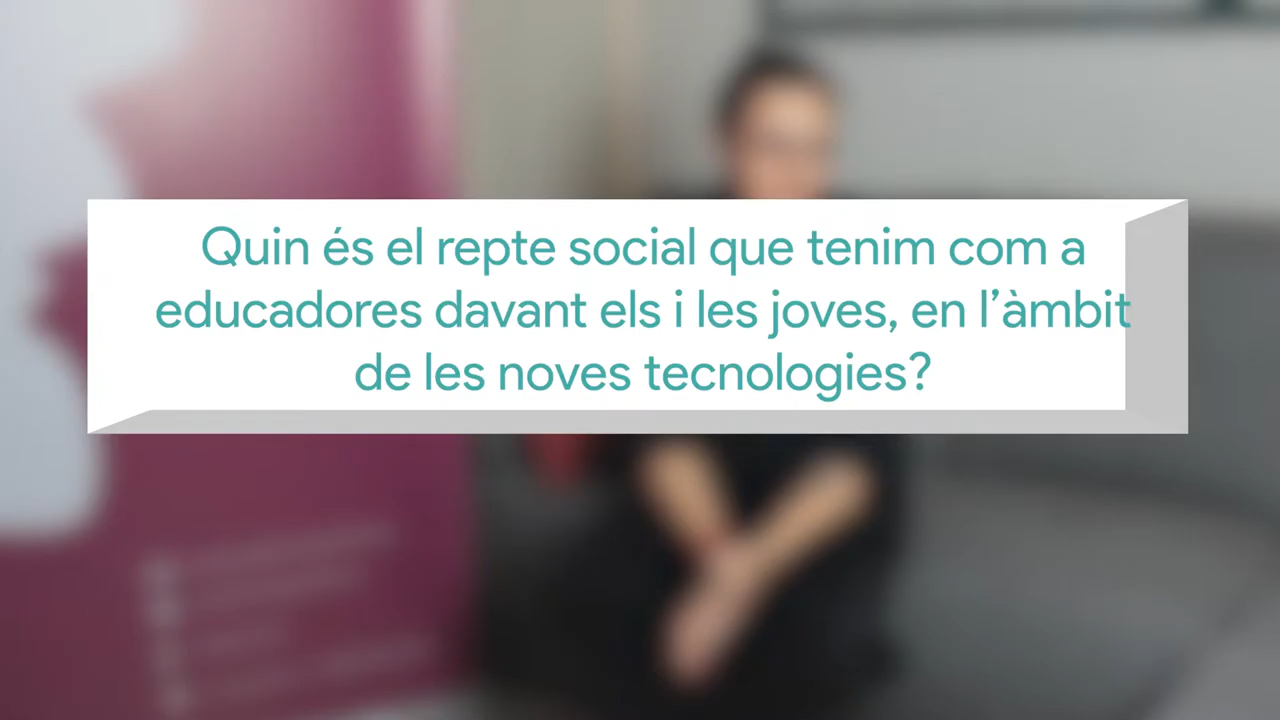 Quin és el repte social que tenim com a
educadores davant els i les joves, en l’àmbit
de les noves tecnologies?